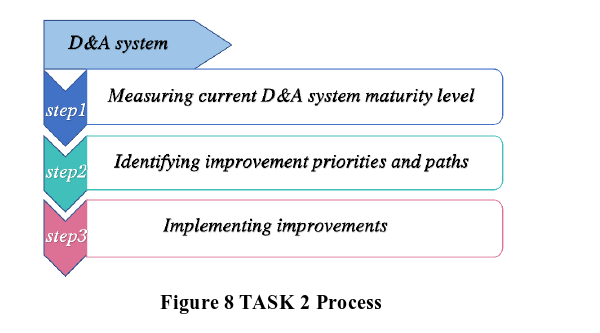 D&A system
step1
Measuring current D&A system maturity level
step2
Identifying improvement priorities and paths
step3
Implementing improvements
Figure 8 TASK 2 Process